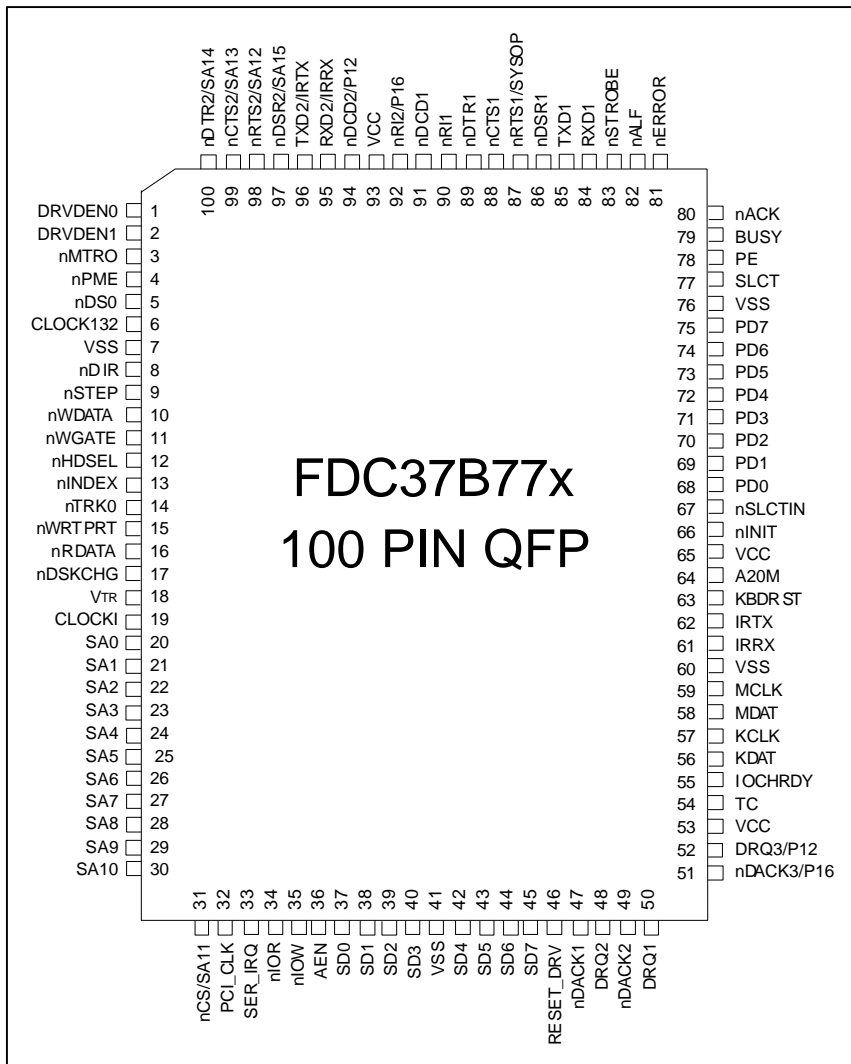 nDTR2/SA14
nCTS2/SA13
nRTS2/SA12
nDSR2/SA15
TXD2/IRTX
RXD2/IRRX
nDCD2/P12
VCC
nRI2/P16
nDCD1
nRI1
nDTR1
nCTS1
nRTS1/SYSOP
nDSR1
TXD1
RXD1
nSTROBE
nALF
nERROR
100 99 98 97 96 95 94 93 92 91 90 89 88 87 86 85 84 83 82 81
DRVDEN0 1
DRVDEN1 2
nMTRO 3
nPME 4
nDS0 5
CLOCK132 6
VSS 7
nDIR 8
nSTEP 9
nWDATA 10
nWGATE 11
nHDSEL 12
nINDEX 13
nTRK0 14
nWRTPRT 15
nRDATA 16
nDSKCHG 17
VTR 18
CLOCKI 19
SA0 20
SA1 21
SA2 22
SA3 23
SA4 24
SA5 25
SA6 26
SA7 27
SA8 28
SA9 29
SA10 30
FDC37B77x
100 PIN QFP
80 nACK
79 BUSY
78 PE
77 SLCT
76 VSS
75 PD7
74 PD6
73 PD5
72 PD4
71 PD3
70 PD2
69 PD1
68 PD0
67 nSLCTIN
66 nINIT
65 VCC
64 A20M
63 KBDRST
62 IRTX
61 IRRX
60 VSS
59 MCLK
58 MDAT
57 KCLK
56 KDAT
55 IOCHRDY
54 TC
53 VCC
52 DRQ3/P12
51 nDACK3/P16
31 32 33 34 35 36 37 38 39 40 41 42 43 44 45 46 47 48 49 50
nCS/SA11
PCI_CLK
SER_IRQ
nIOR
nIOW
AEN
SD0
SD1
SD2
SD3
VSS
SD4
SD5
SD6
SD7
RESET_DRV
nDACK1
DRQ2
nDACK2
DRQ1